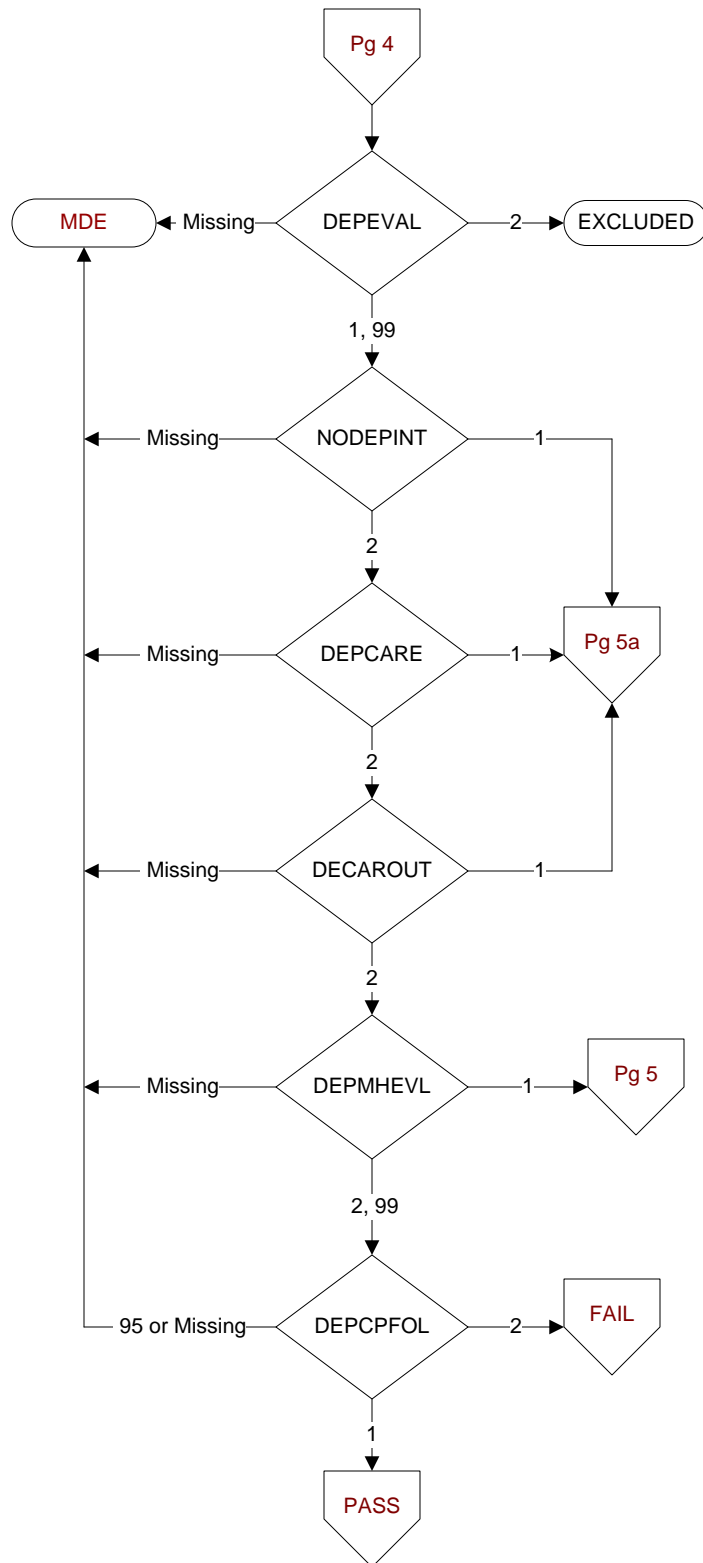 Pg 4
MDE
Missing
DEPEVAL
2
EXCLUDED
1, 99
Missing
NODEPINT
1
2
Missing
DEPCARE
1
Pg 5a
2
Missing
DECAROUT
1
2
Missing
DEPMHEVL
1
Pg 5
2, 99
95 or Missing
DEPCPFOL
2
FAIL
1
PASS